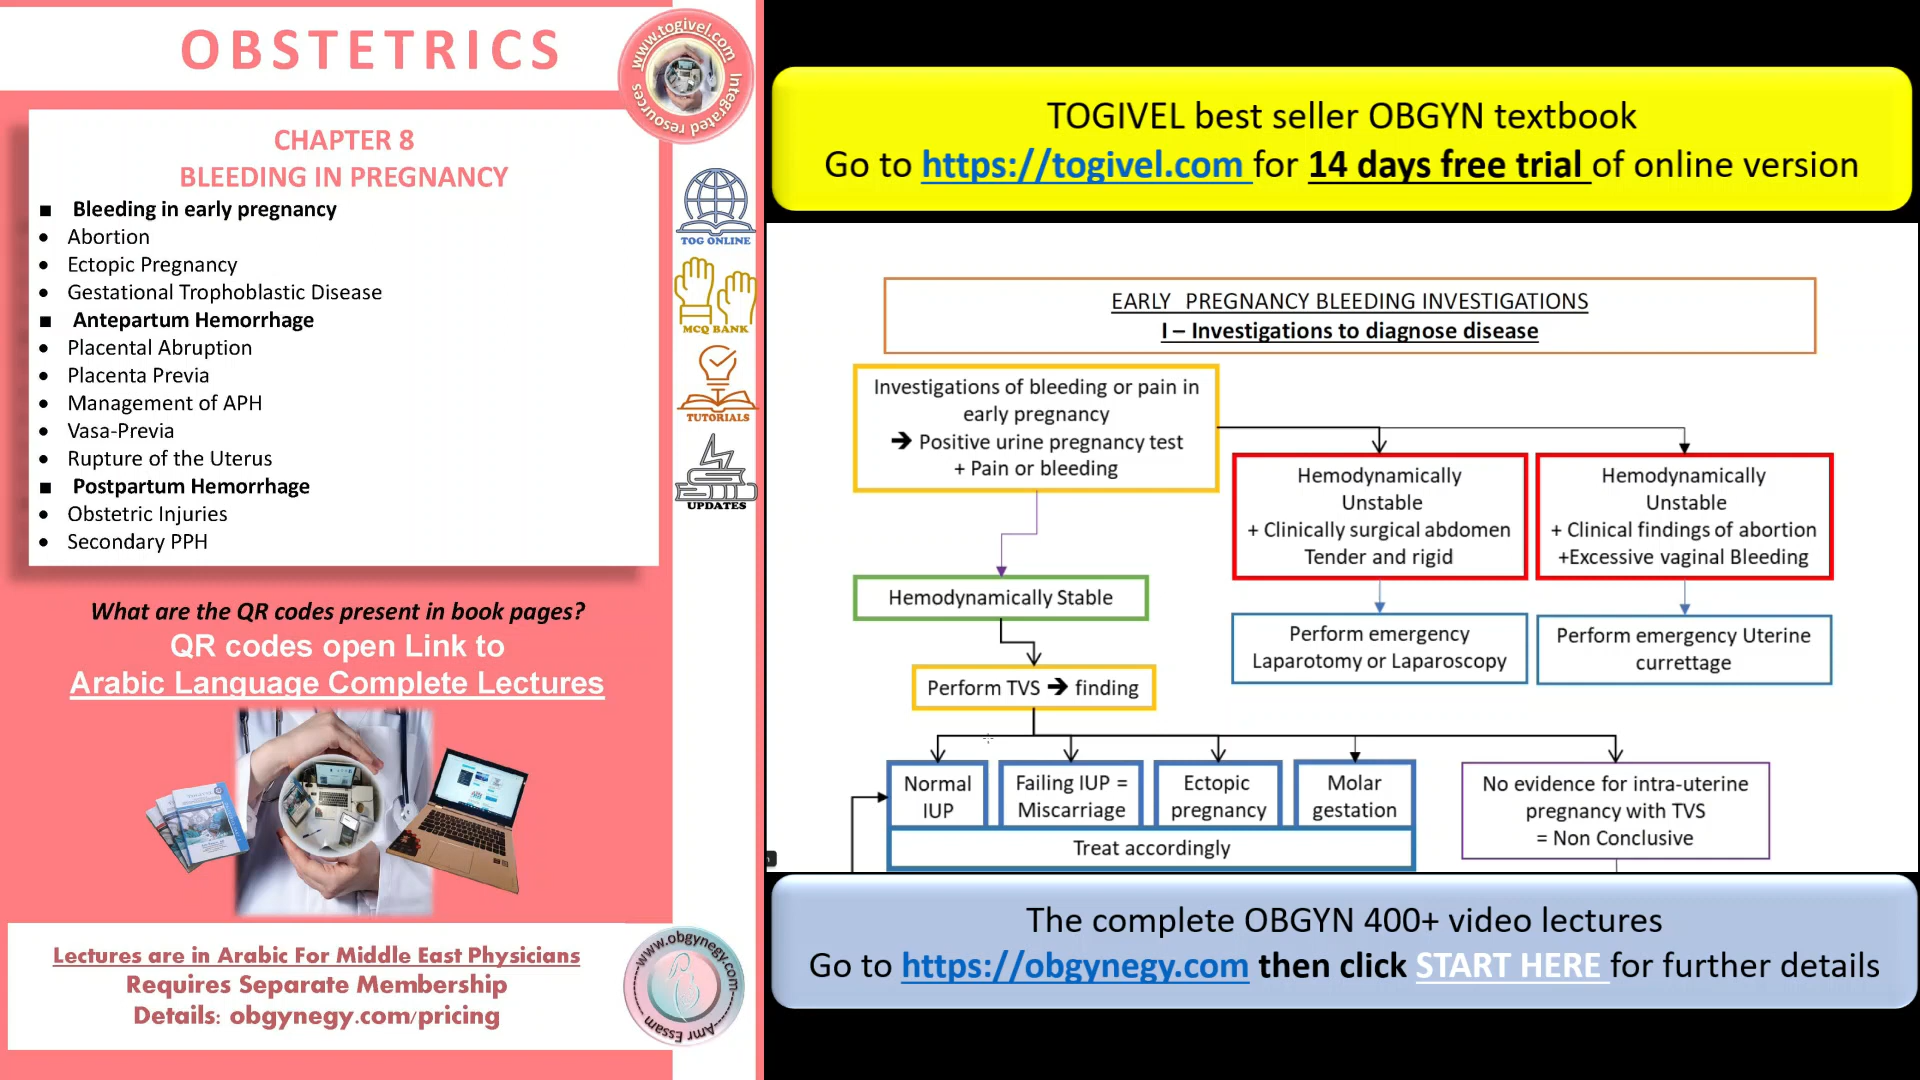 OBSTETRICS
www.togivel.com
Integrated resources
CHAPTER 8
BLEEDING IN PREGNANCY
■ Bleeding in early pregnancy
• Abortion
• Ectopic Pregnancy
• Gestational Trophoblastic Disease
■ Antepartum Hemorrhage
• Placental Abruption
• Placenta Previa
• Management of APH
• Vasa-Previa
• Rupture of the Uterus
■ Postpartum Hemorrhage
• Obstetric Injuries
• Secondary PPH
TOG ONLINE
MCQ BANK
TUTORIALS
UPDATES
What are the QR codes present in book pages?
QR codes open Link to
Arabic Language Complete Lectures
Lectures are in Arabic For Middle East Physicians
Requires Separate Membership
Details: obgynegy.com/pricing
www.obgynegy.com
Amr Essam
TOGIVEL best seller OBGYN textbook
Go to https://togivel.com for 14 days free trial of online version
EARLY PREGNANCY BLEEDING INVESTIGATIONS
I – Investigations to diagnose disease
Investigations of bleeding or pain in
early pregnancy
➔ Positive urine pregnancy test
+ Pain or bleeding
Hemodynamically
Unstable
+ Clinically surgical abdomen
Tender and rigid
Hemodynamically
Unstable
+ Clinical findings of abortion
+Excessive vaginal Bleeding
Hemodynamically Stable
Perform emergency
Laparotomy or Laparoscopy
Perform emergency Uterine
currettage
Perform TVS ➔ finding
Normal
IUP
Failing IUP =
Miscarriage
Ectopic
pregnancy
Molar
gestation
No evidence for intra-uterine
pregnancy with TVS
= Non Conclusive
Treat accordingly
The complete OBGYN 400+ video lectures
Go to https://obgynegy.com then click START HERE for further details